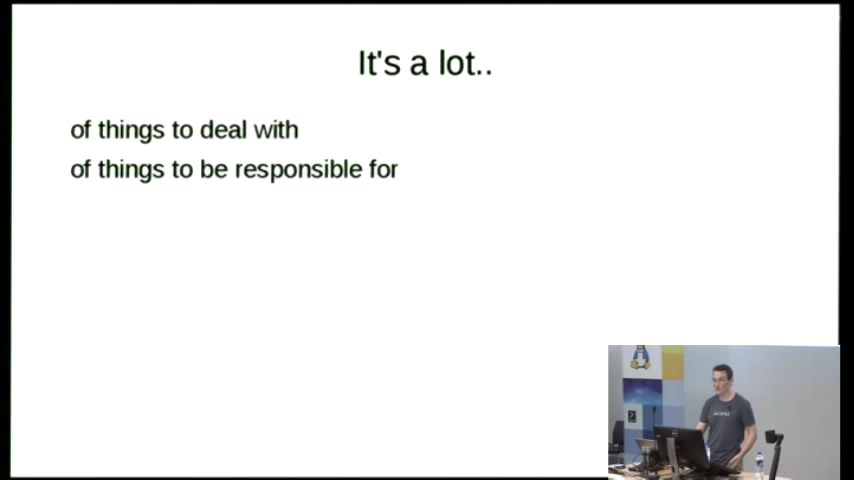 It's a lot..
of things to deal with
of things to be responsible for